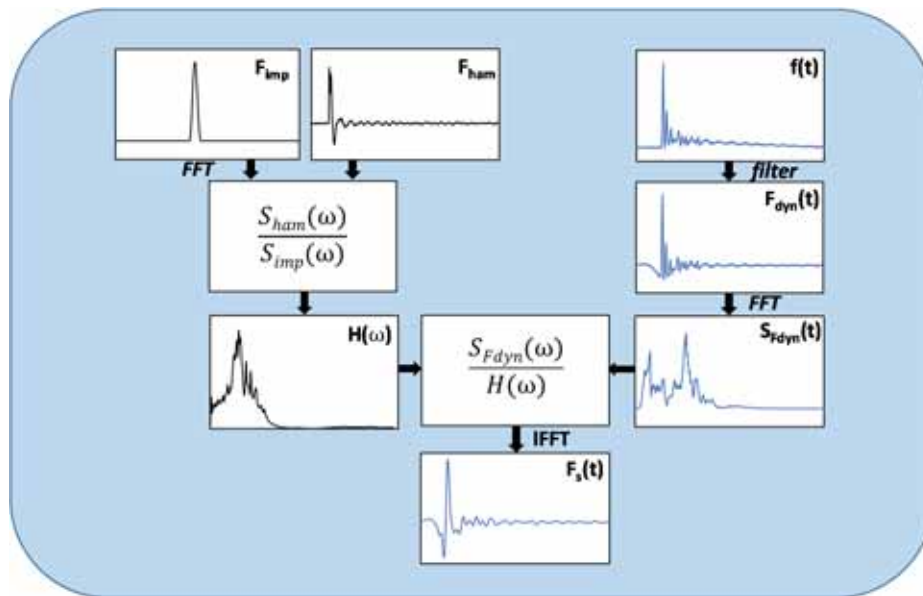 F_imp
F_ham
f(t)
FFT
filter
F_dyn(t)
S_ham(ω)
S_imp(ω)
FFT
H(ω)
S_Fdyn(t)
S_Fdyn(ω)
H(ω)
IFFT
F_s(t)